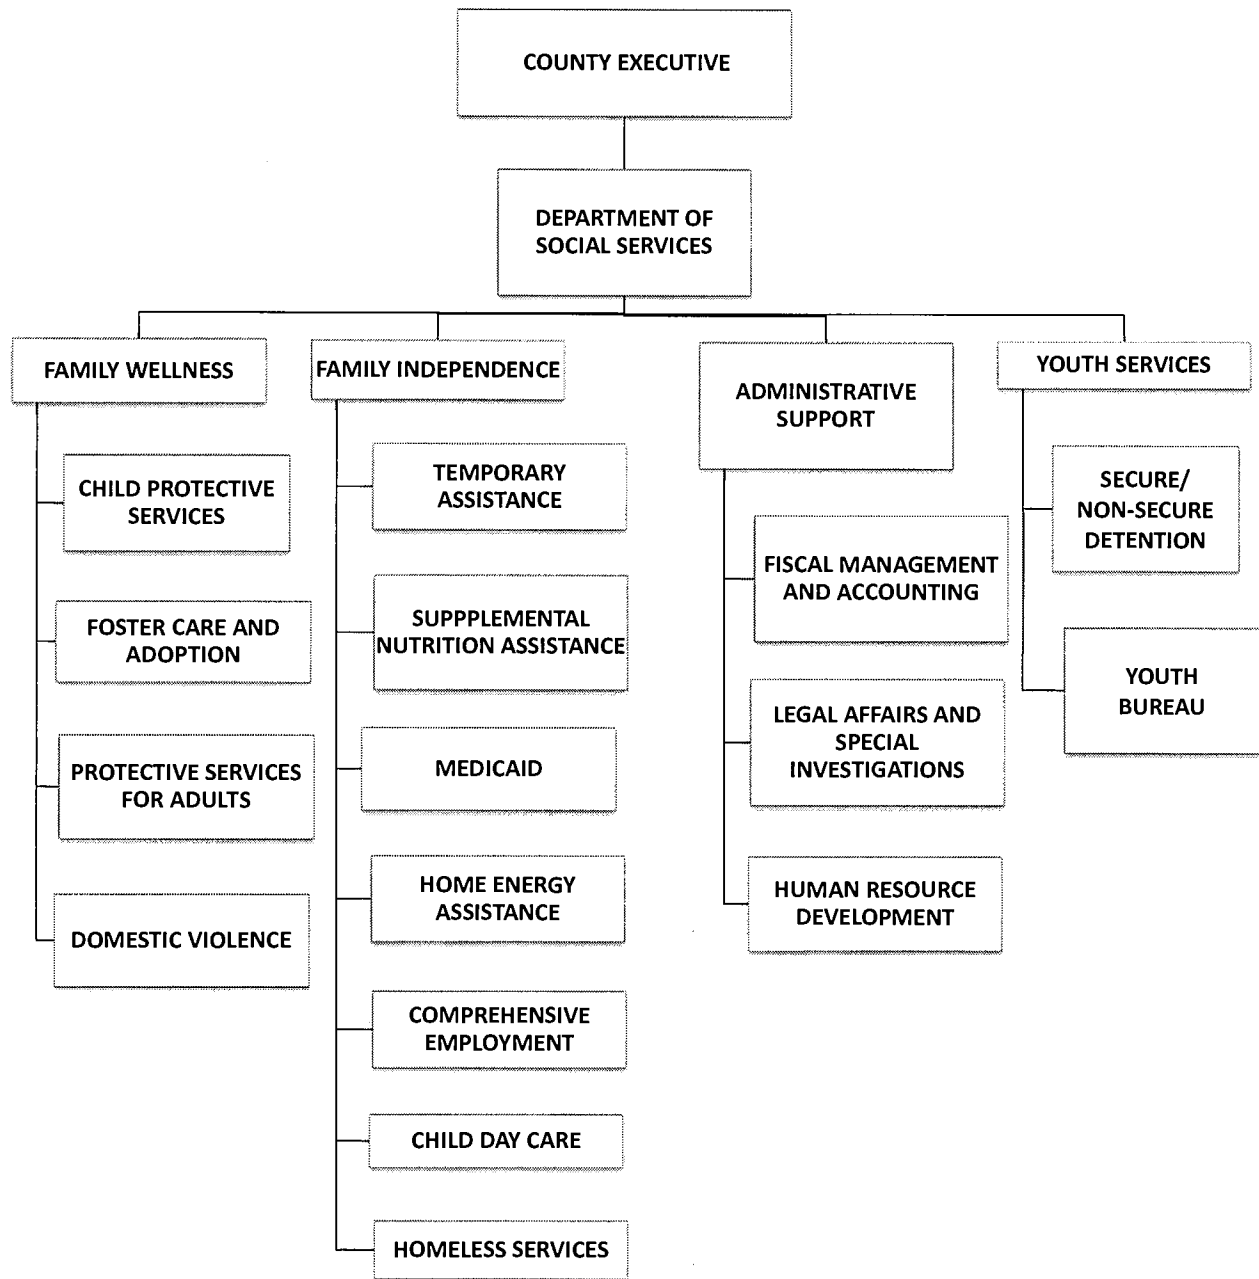 COUNTY EXECUTIVE
DEPARTMENT OF
SOCIAL SERVICES
FAMILY WELLNESS
CHILD PROTECTIVE
SERVICES
FOSTER CARE AND
ADOPTION
PROTECTIVE SERVICES
FOR ADULTS
DOMESTIC VIOLENCE
FAMILY INDEPENDENCE
TEMPORARY
ASSISTANCE
SUPPPLEMENTAL
NUTRITION ASSISTANCE
MEDICAID
HOME ENERGY
ASSISTANCE
COMPREHENSIVE
EMPLOYMENT
CHILD DAY CARE
HOMELESS SERVICES
ADMINISTRATIVE
SUPPORT
FISCAL MANAGEMENT
AND ACCOUNTING
LEGAL AFFAIRS AND
SPECIAL
INVESTIGATIONS
HUMAN RESOURCE
DEVELOPMENT
YOUTH SERVICES
SECURE/
NON-SECURE
DETENTION
YOUTH
BUREAU